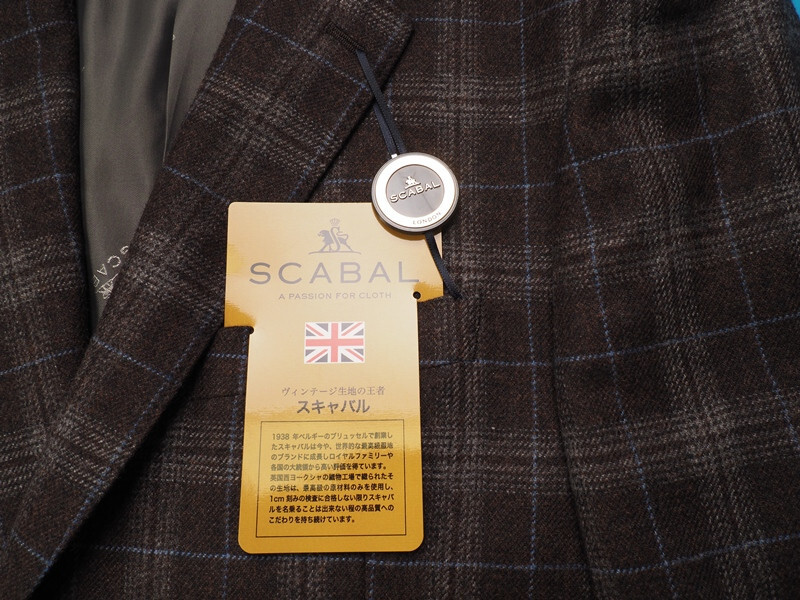 SCABAL
LONDON
SCABAL
A PASSION FOR CLOTH
ヴィンテージ生地の王者
スキャバル
1938 年ベルギーのブリュッセルで創業し
たスキャバルは今や、世界的な最高級服地
のブランドに成長しロイヤルファミリーや
各国の大統領から高い評価を得ています。
英国西ヨークシャの織物工場で織られたそ
の生地は、最高級の原材料のみを使用し、
1cm 刻みの検査に合格しない限りスキャバ
ルを名乗ることは出来ない程の高品質への
こだわりを持ち続けています。